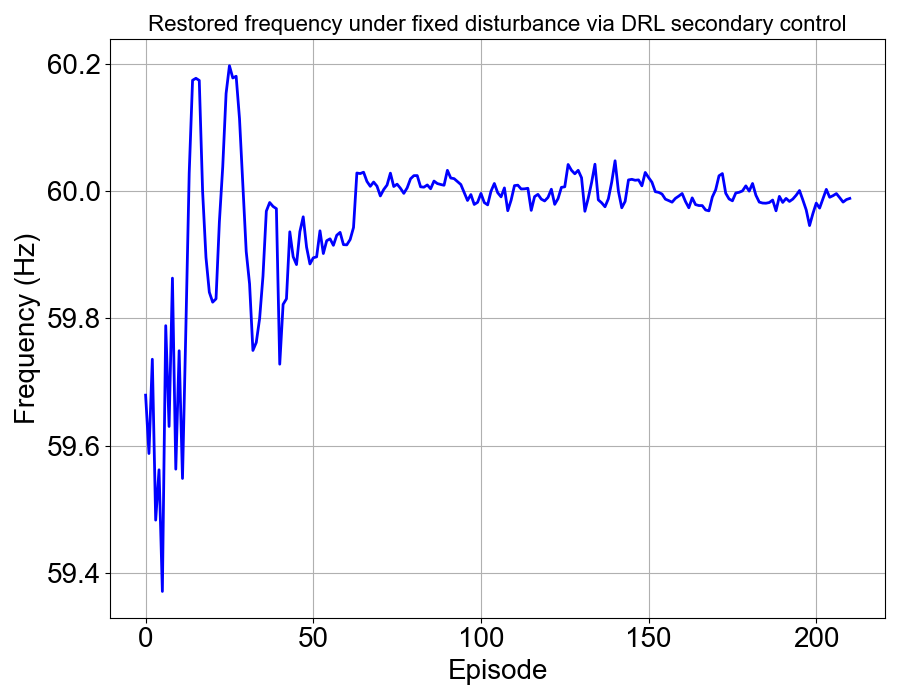 Restored frequency under fixed disturbance via DRL secondary control
60.2
60.0
59.8
59.6
59.4
Frequency (Hz)
0 50 100 150 200
Episode